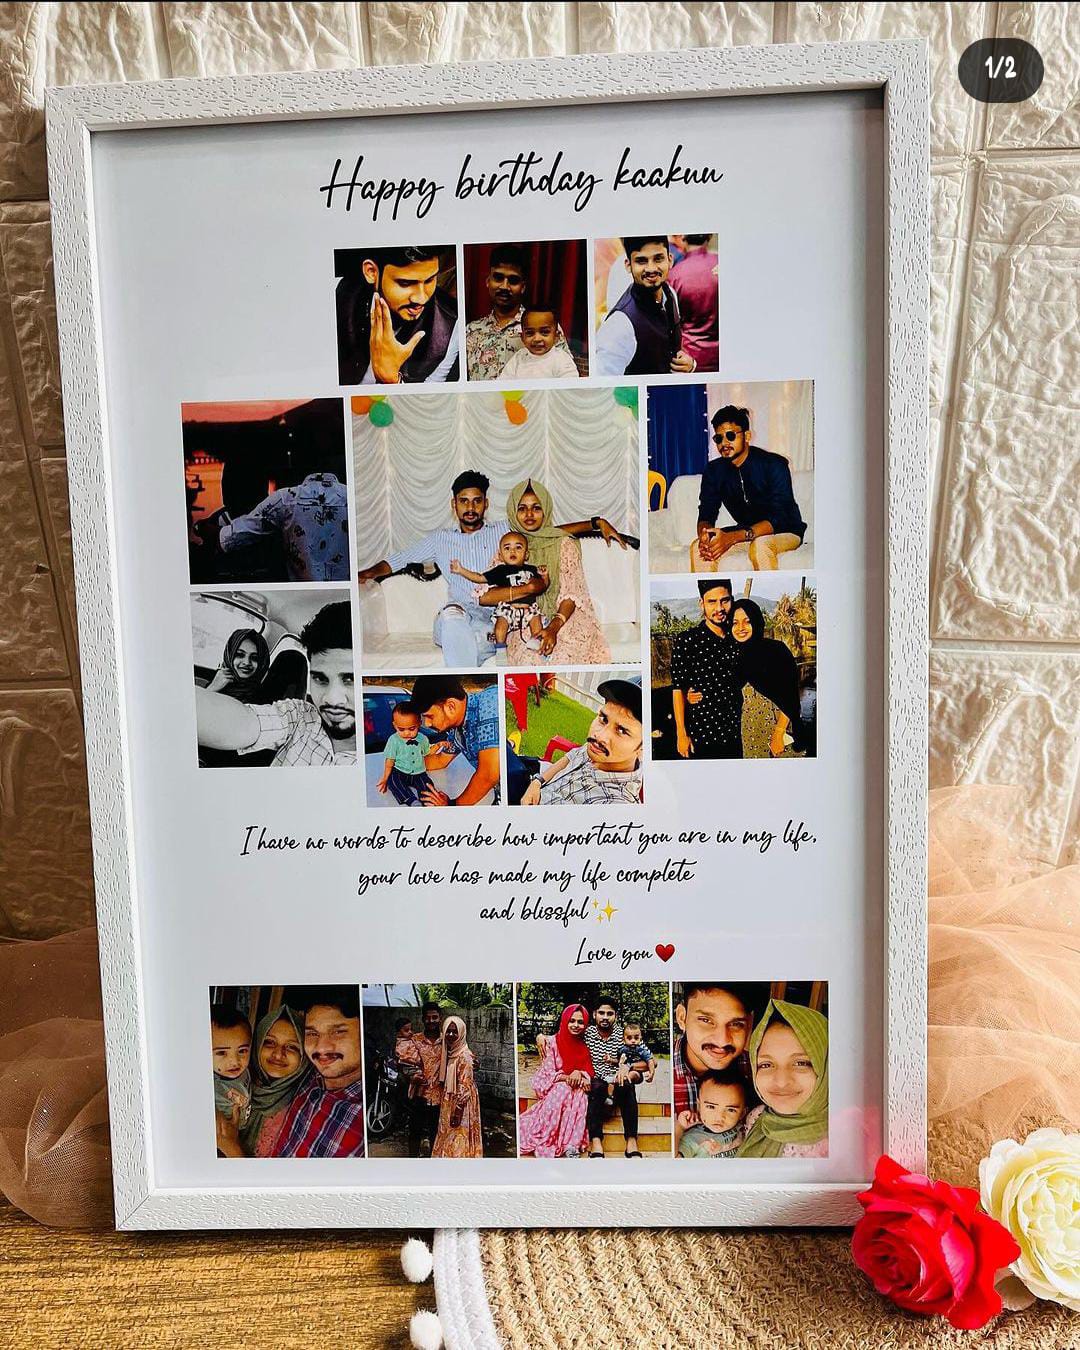 1/2
Happy birthday kaakuu
I have no words to describe how important you are in my life,
your love has made my life complete
and blissful✨
Love you❤️